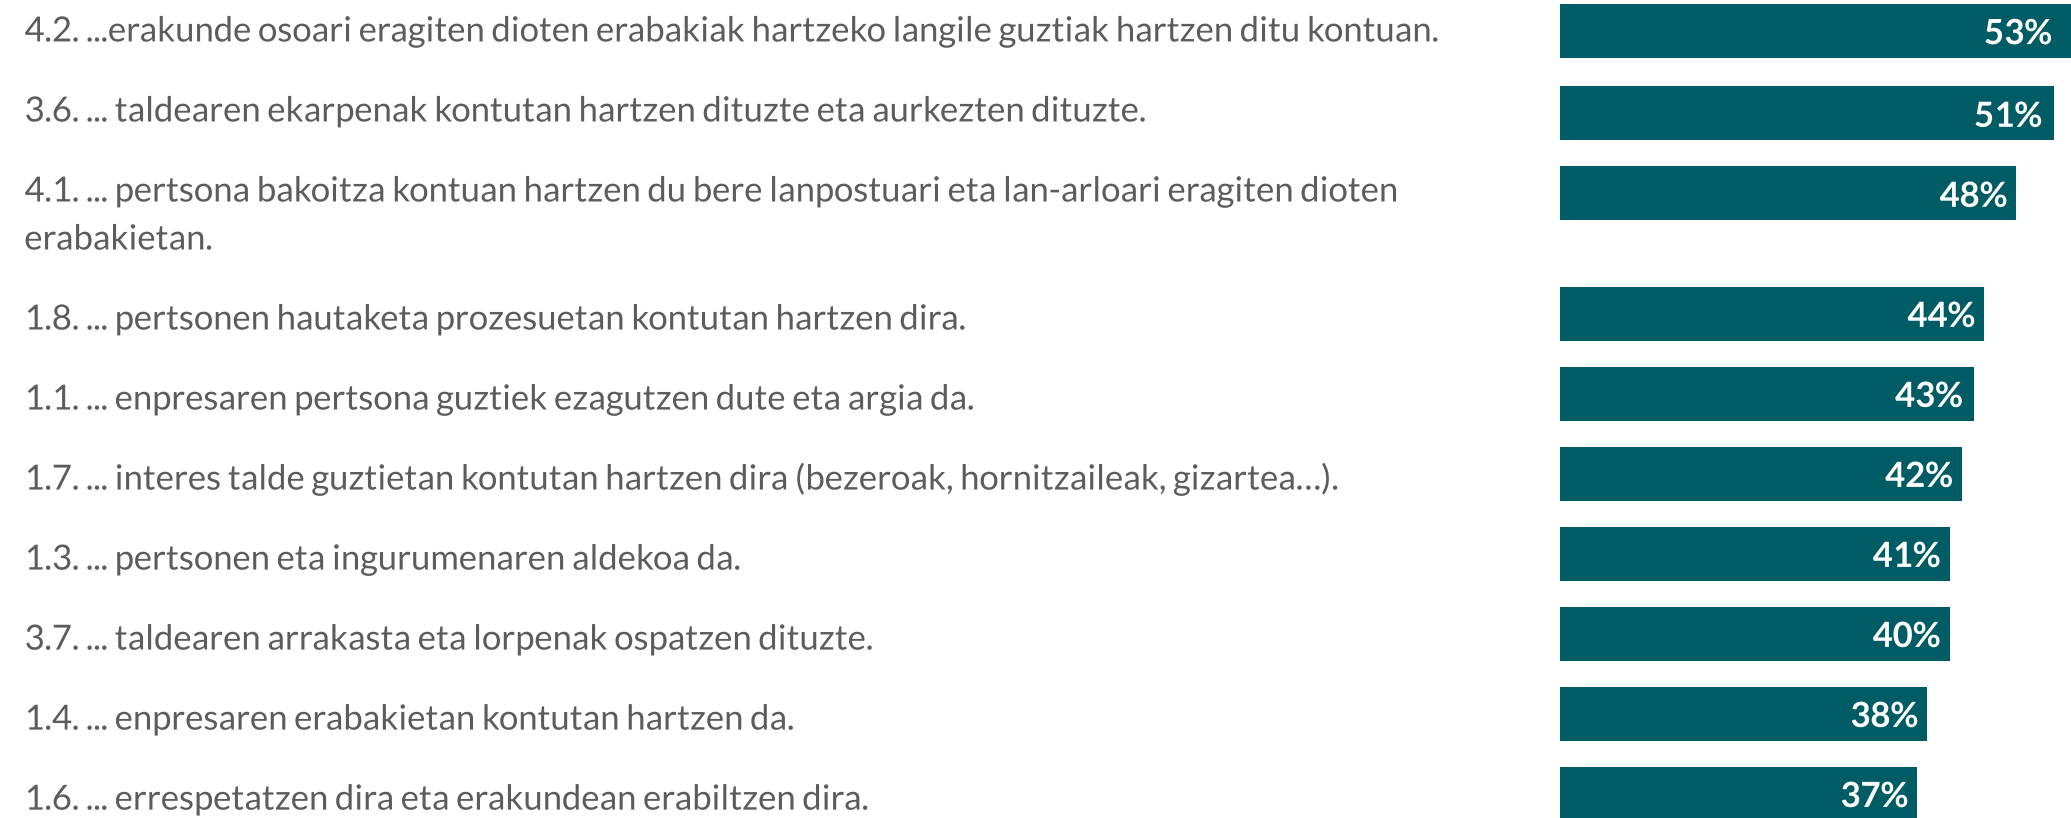 4.2. ...erakunde osoari eragiten dioten erabakiak hartzeko langile guztiak hartzen ditu kontuan. 53%
3.6. ... taldearen ekarpenak kontutan hartzen dituzte eta aurkezten dituzte. 51%
4.1. ... pertsona bakoitza kontuan hartzen du bere lanpostuari eta lan-arloari eragiten dioten 48%
erabakietan.
1.8. ... pertsonen hautaketa prozesuetan kontutan hartzen dira. 44%
1.1. ... enpresaren pertsona guztiek ezagutzen dute eta argia da. 43%
1.7. ... interes talde guztietan kontutan hartzen dira (bezeroak, hornitzaileak, gizartea...). 42%
1.3. ... pertsonen eta ingurumenaren aldekoa da. 41%
3.7. ... taldearen arrakasta eta lorpenak ospatzen dituzte. 40%
1.4. ... enpresaren erabakietan kontutan hartzen da. 38%
1.6. ... errespetatzen dira eta erakundean erabiltzen dira. 37%